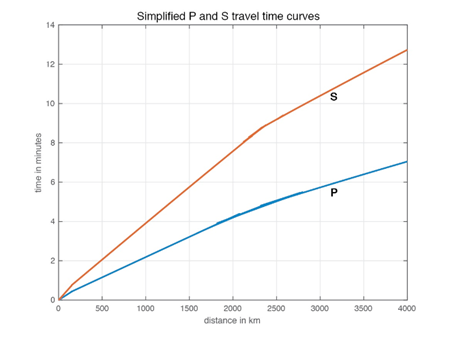 Simplified P and S travel time curves
14
12
10
8
6
4
2
0
time in minutes
S
P
0 500 1000 1500 2000 2500 3000 3500 4000
distance in km